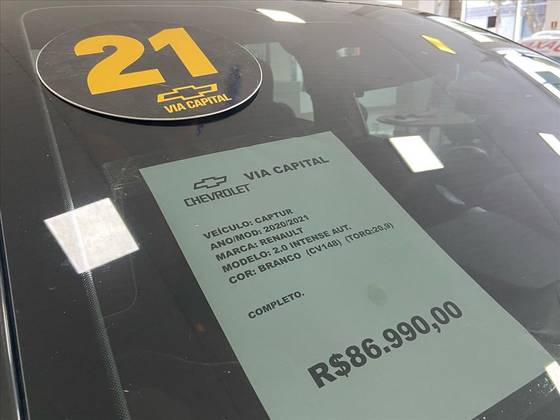 21
VIA CAPITAL
CHEVROLET VIA CAPITAL
VEÍCULO: CAPTUR
ANO/MOD: 2020/2021
MARCA: RENAULT
MODELO: 2.0 INTENSE AUT.
COR: BRANCO (CV148) (TORQ:20,9)
COMPLETO.
R$86.990,00